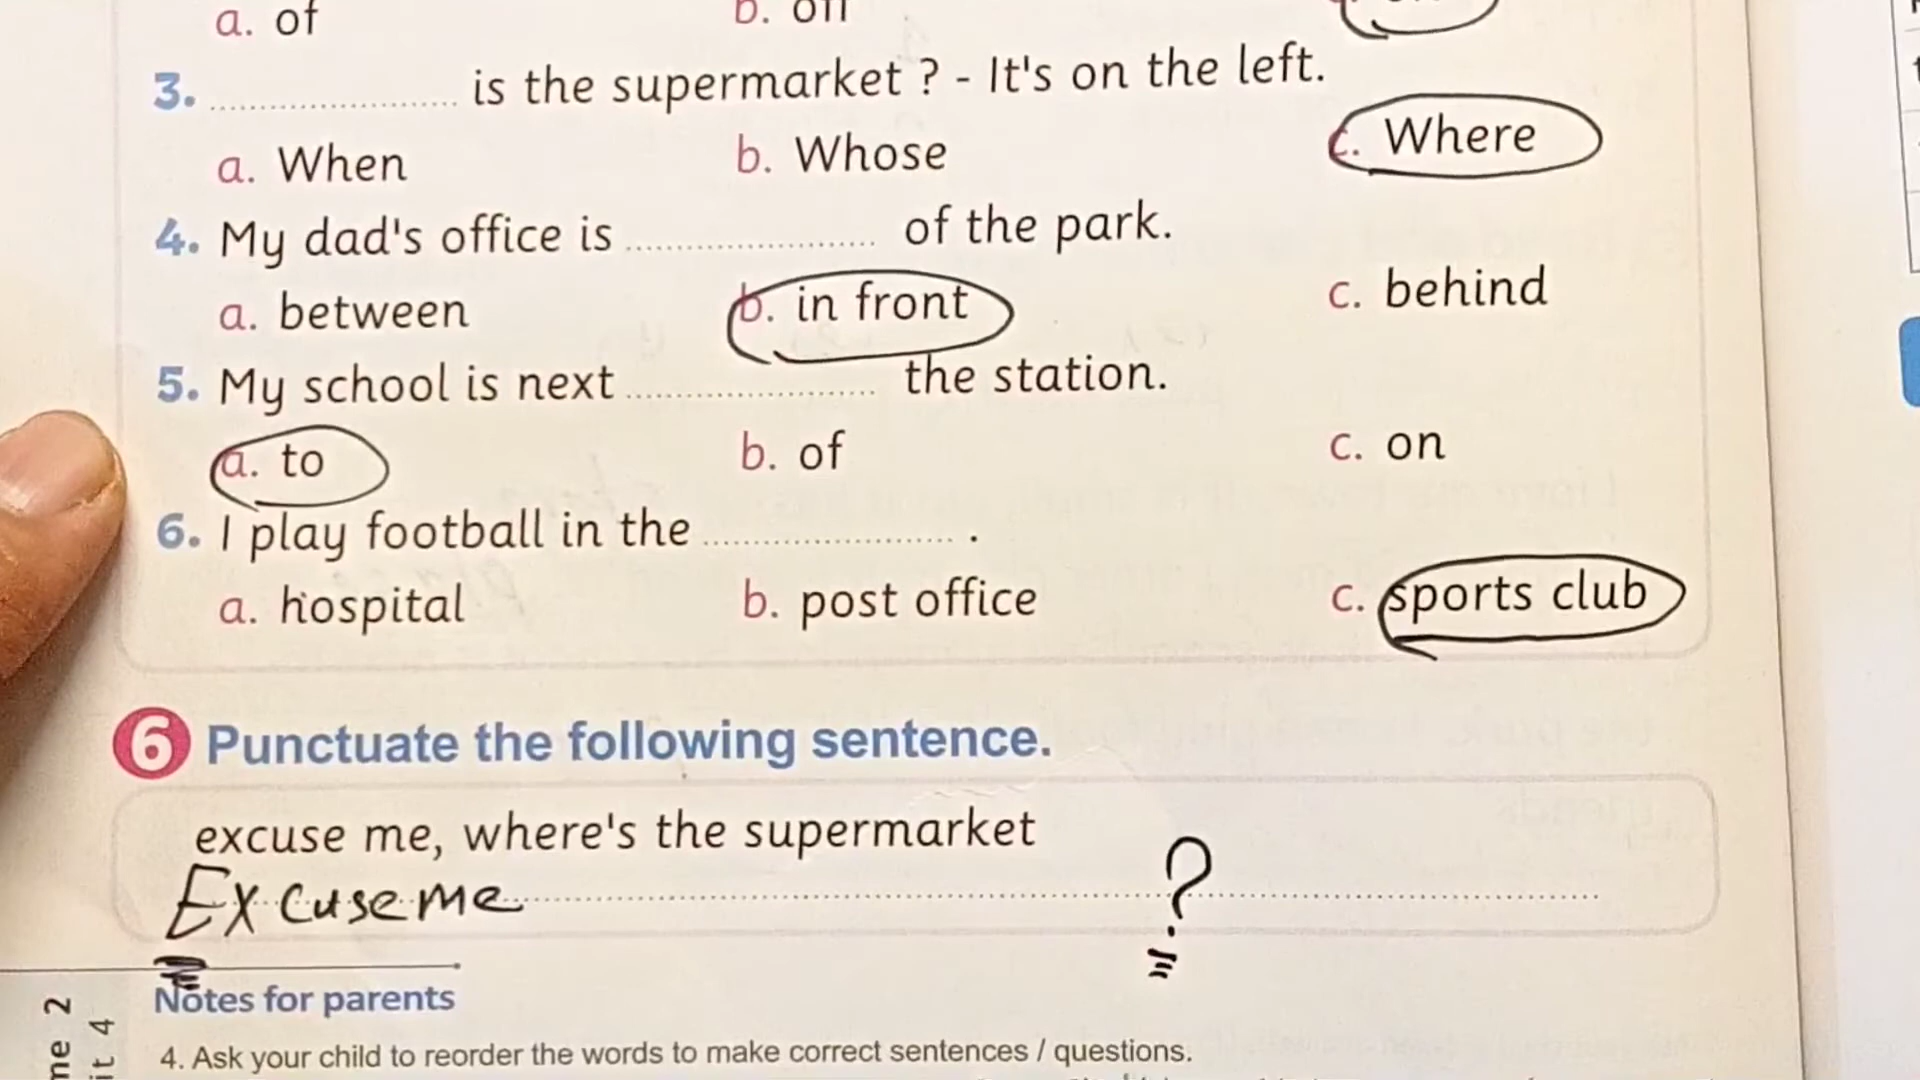 a. of b. off
3. .................... is the supermarket ? - It's on the left.
a. When b. Whose c. Where
4. My dad's office is .................... of the park.
a. between b. in front c. behind
5. My school is next .................... the station.
a. to b. of c. on
6. I play football in the .................... .
a. hospital b. post office c. sports club
6 Punctuate the following sentence.
excuse me, where's the supermarket
Excuse me ?
Notes for parents
4. Ask your child to reorder the words to make correct sentences / questions.